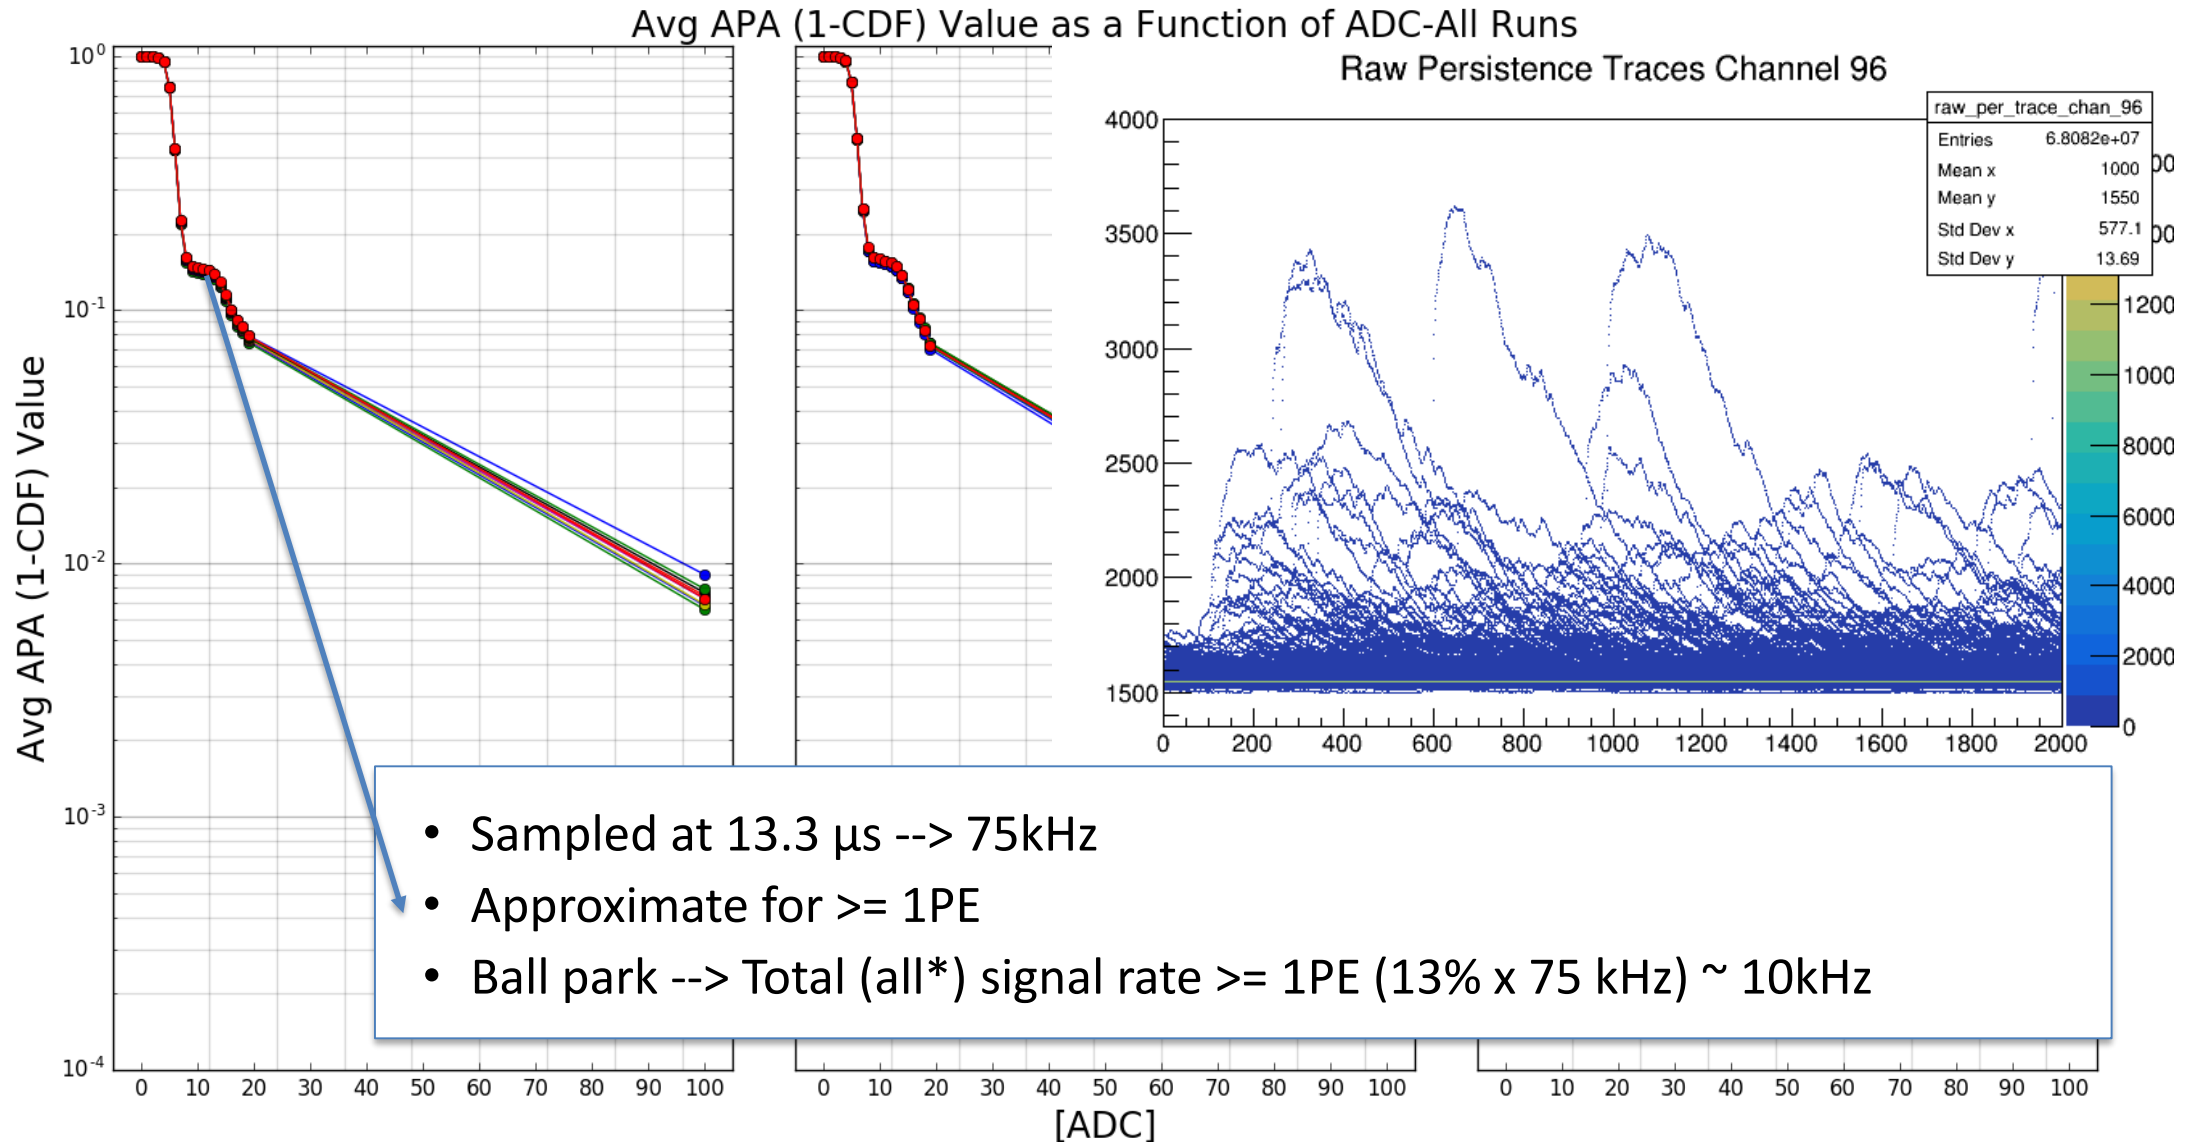 Avg APA (1-CDF) Value as a Function of ADC-All Runs
Avg APA (1-CDF) Value
10^0
10^-1
10^-2
10^-3
10^-4
0 10 20 30 40 50 60 70 80 90 100
0 10 20 30 40 50 60 70 80 90 100
0 10 20 30 40 50 60 70 80 90 100
[ADC]
Raw Persistence Traces Channel 96
raw_per_trace_chan_96
Entries 6.8082e+07
Mean x 1000
Mean y 1550
Std Dev x 577.1
Std Dev y 13.69
4000
3500
3000
2500
2000
1500
0 200 400 600 800 1000 1200 1400 1600 1800 2000
1200
1000
8000
6000
4000
2000
0
• Sampled at 13.3 µs --> 75kHz
• Approximate for >= 1PE
• Ball park --> Total (all*) signal rate >= 1PE (13% x 75 kHz) ~ 10kHz